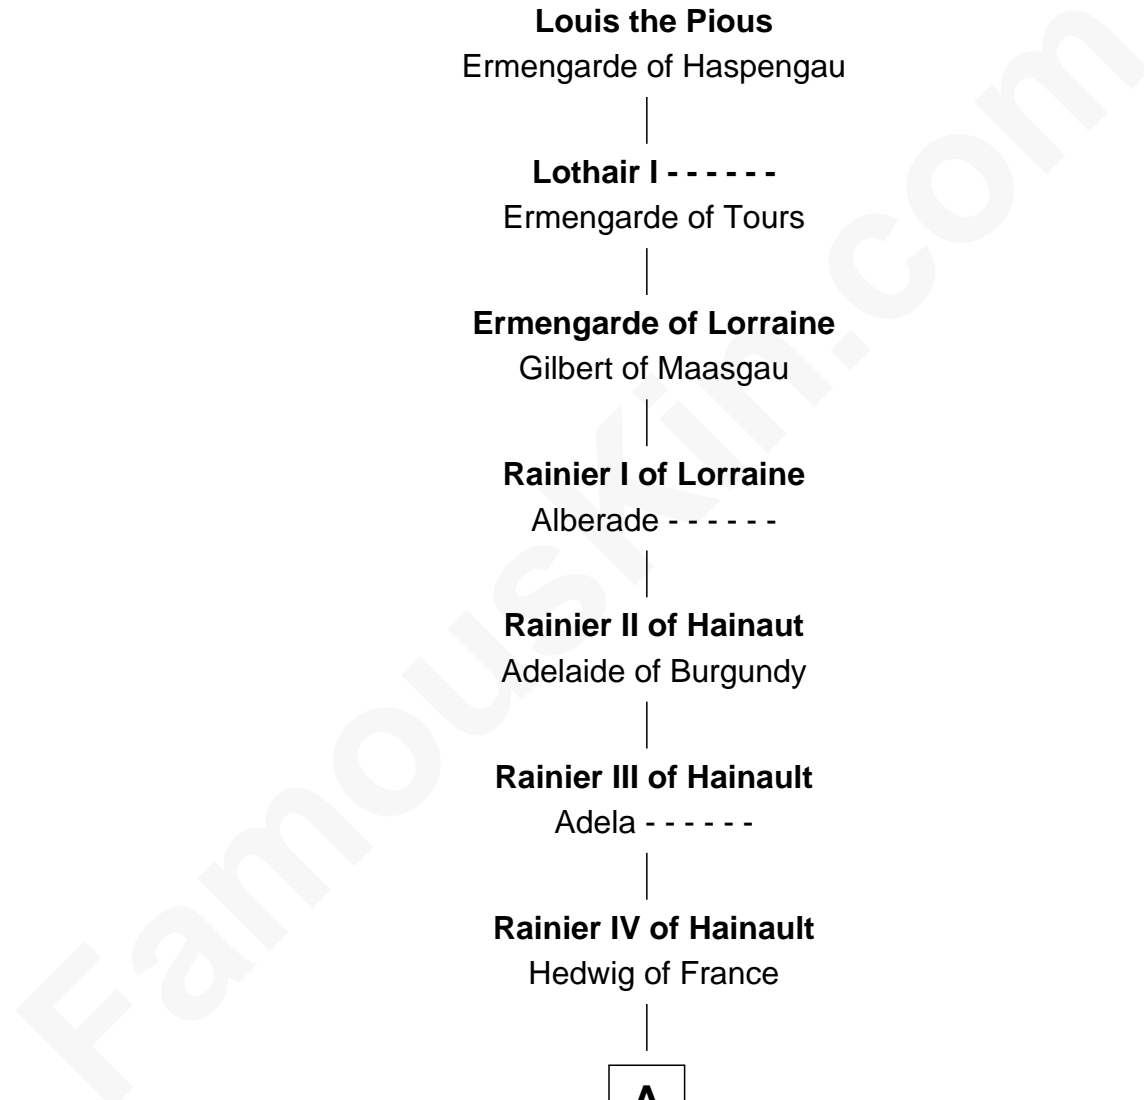 Louis the Pious
Ermengarde of Haspengau
Lothair I - - - - - -
Ermengarde of Tours
Ermengarde of Lorraine
Gilbert of Maasgau
Rainier I of Lorraine
Alberade - - - - - -
Rainier II of Hainaut
Adelaide of Burgundy
Rainier III of Hainault
Adela - - - - - -
Rainier IV of Hainault
Hedwig of France
A
FamousKin.com